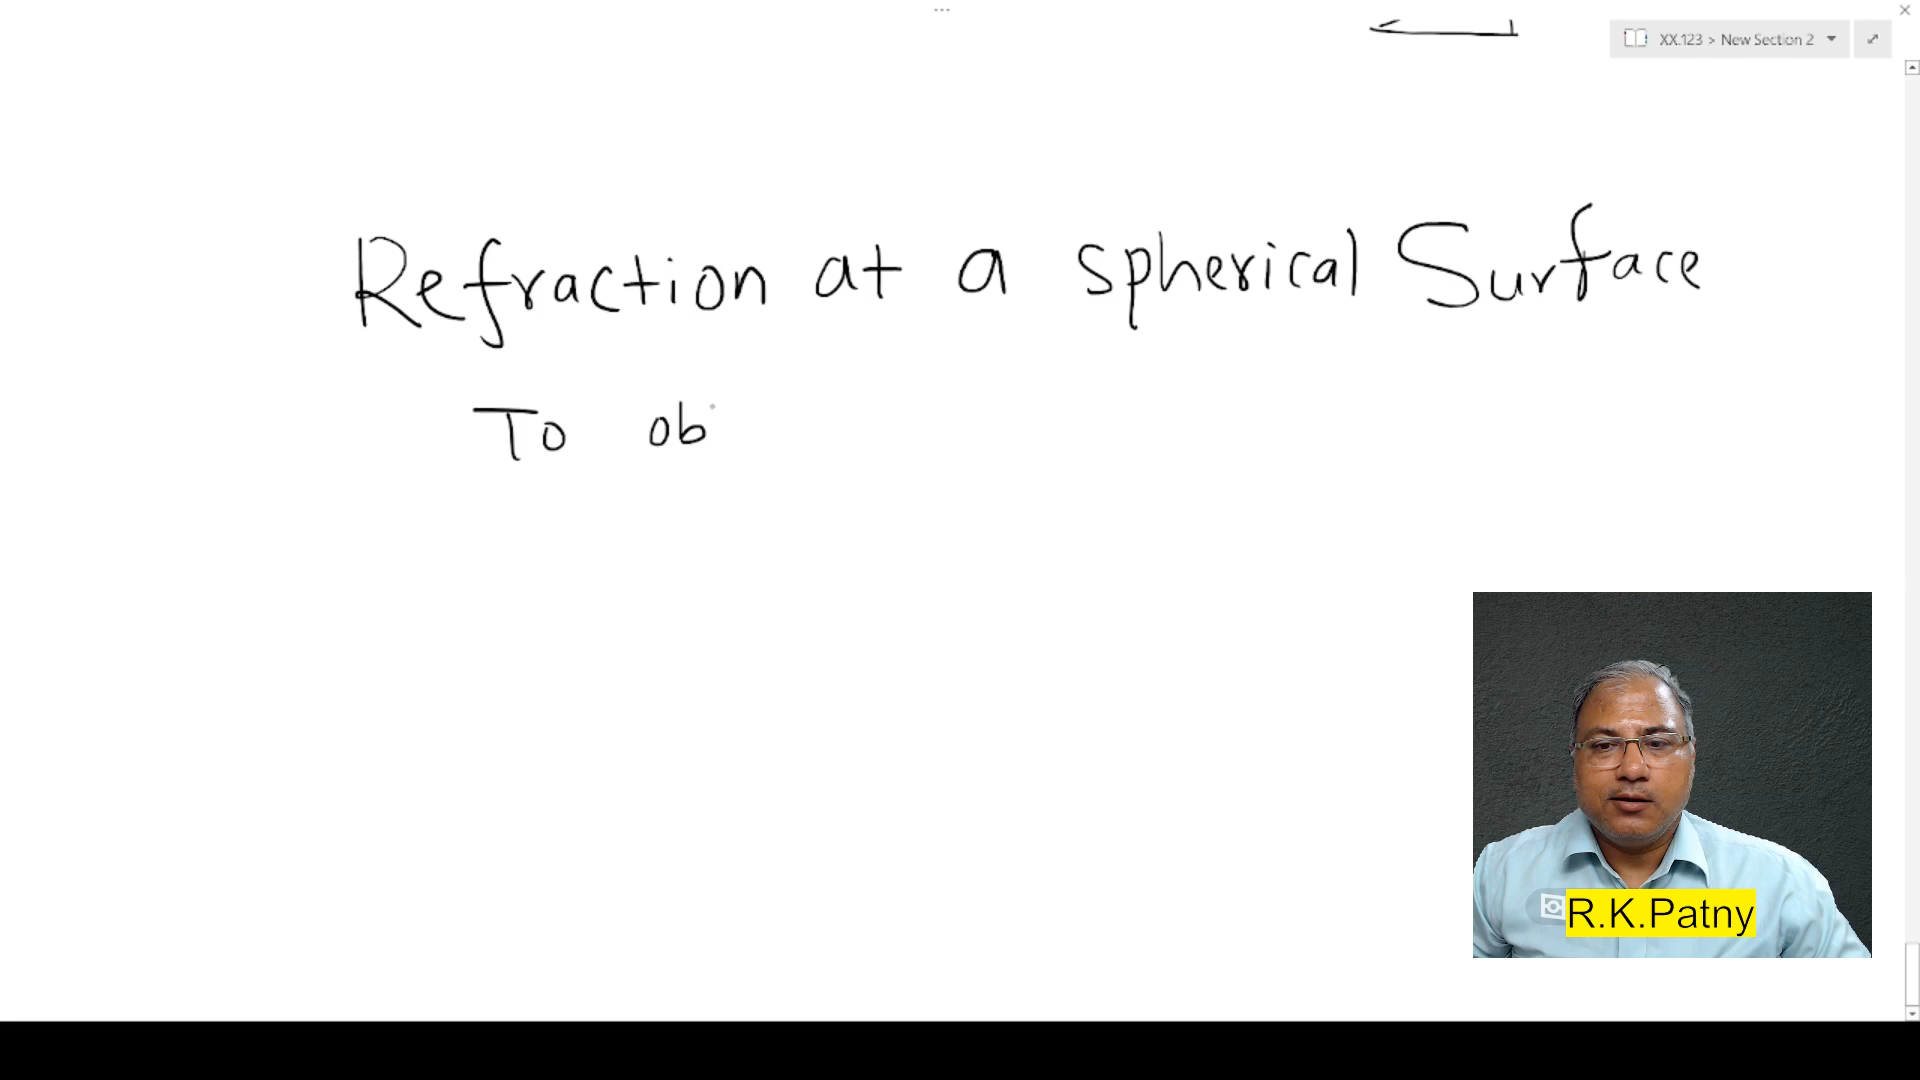 XX.123 > New Section 2
Refraction at a spherical Surface
To ob
R.K.Patny